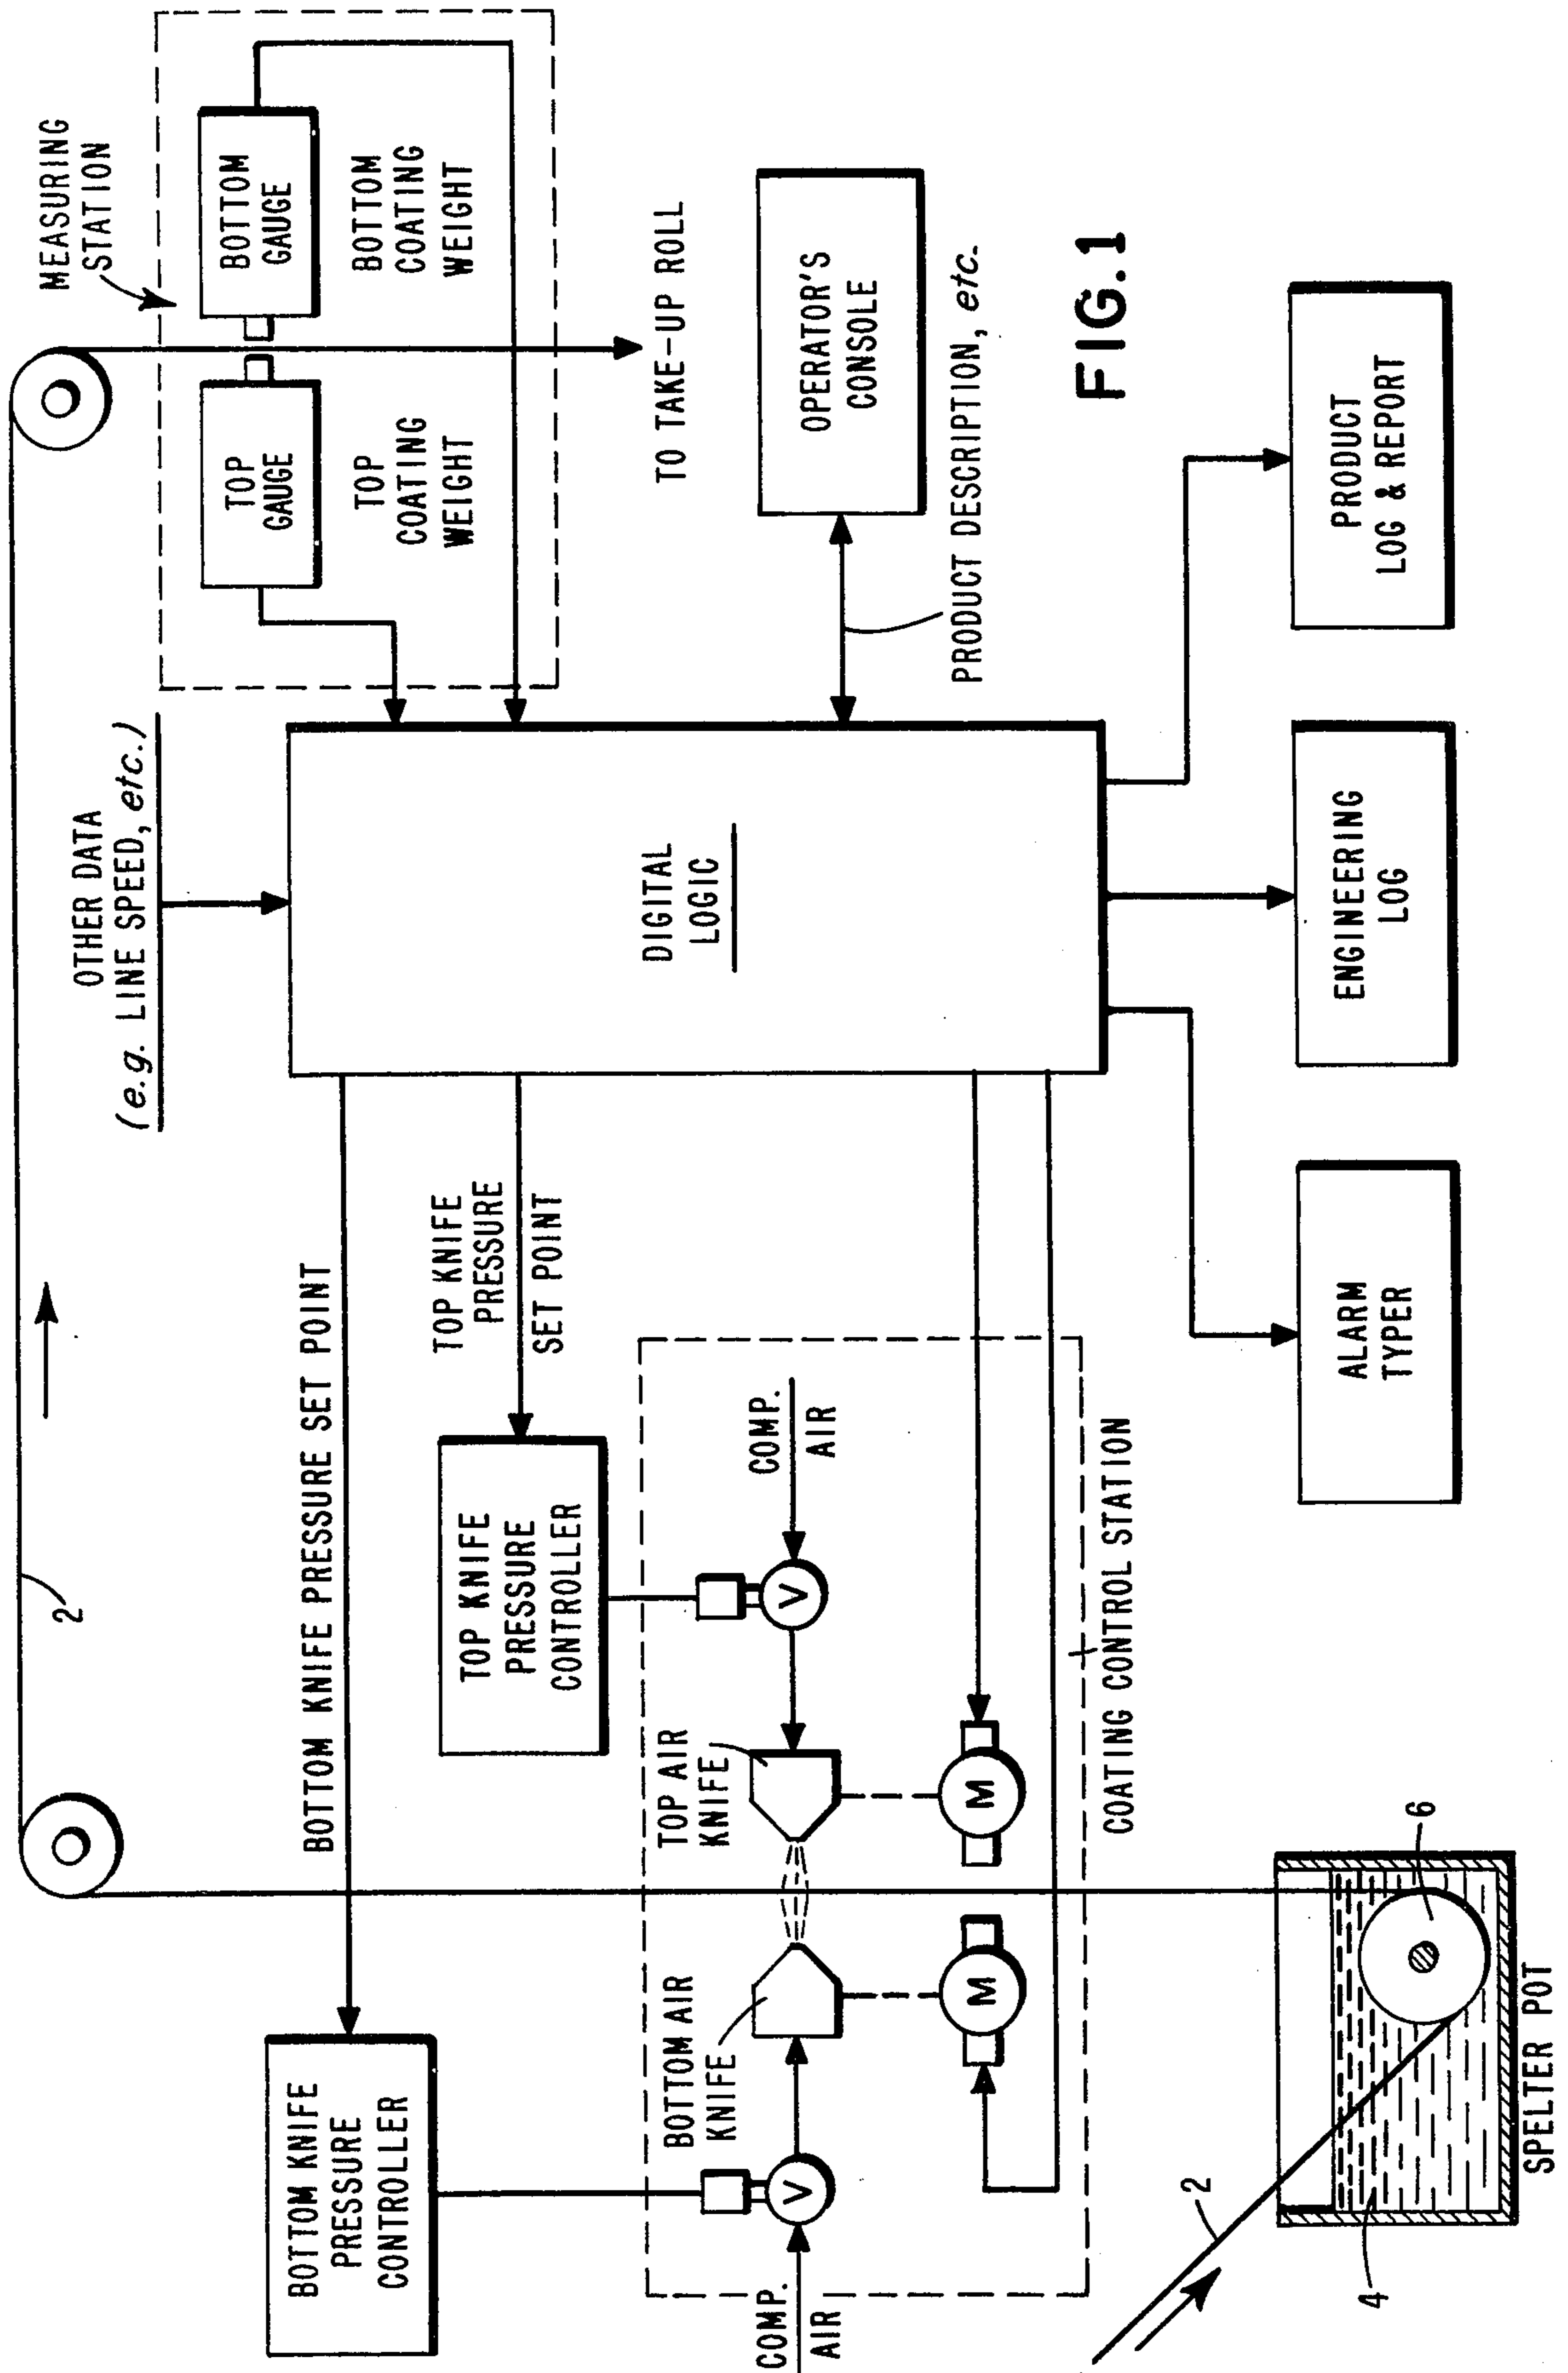 2
MEASURING
STATION
OTHER DATA
(e.g. LINE SPEED, etc.)
BOTTOM KNIFE
PRESSURE
CONTROLLER
BOTTOM KNIFE PRESSURE SET POINT
TOP KNIFE
PRESSURE
SET POINT
TOP KNIFE
PRESSURE
CONTROLLER
TOP
GAUGE
BOTTOM
GAUGE
TOP
COATING
WEIGHT
BOTTOM
COATING
WEIGHT
TO TAKE-UP ROLL
DIGITAL
LOGIC
OPERATOR'S
CONSOLE
PRODUCT DESCRIPTION, etc.
COMP.
AIR
V
BOTTOM AIR
KNIFE
TOP AIR
KNIFE
V
COMP.
AIR
M
M
COATING CONTROL STATION
2
4
6
SPELTER POT
ALARM
TYPER
ENGINEERING
LOG
PRODUCT
LOG & REPORT
FIG.1